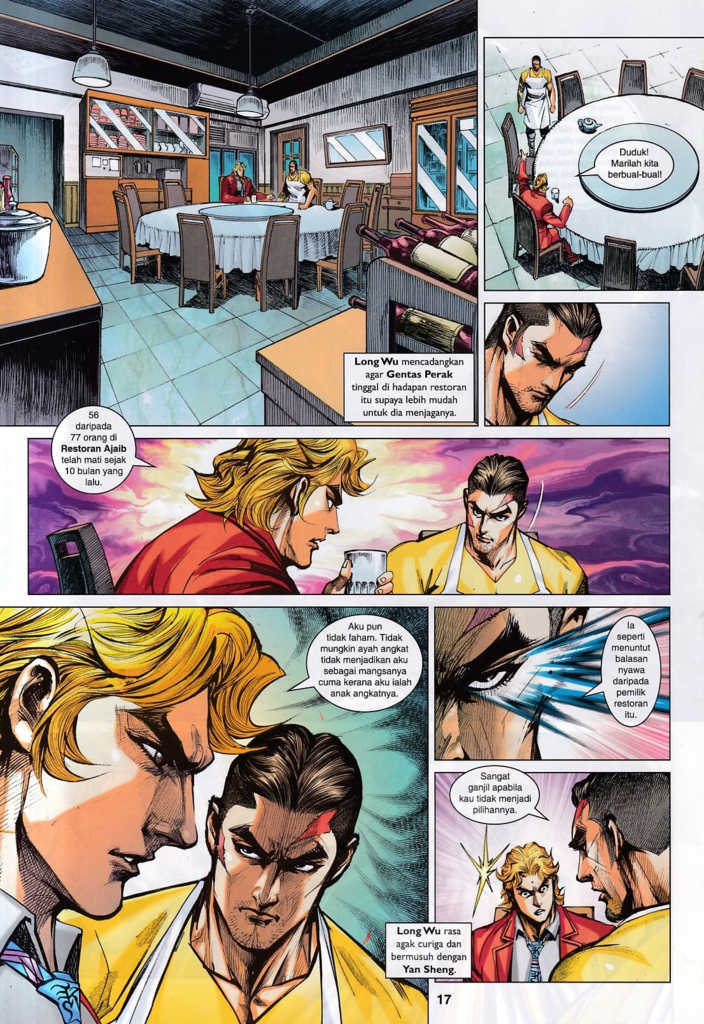 Long Wu mencadangkan
agar Gentas Perak
tinggal di hadapan restoran
itu supaya lebih mudah
untuk dia menjaganya.
Duduk!
Marilah kita
berbual-bual!
56
daripada
77 orang di
Restoran Ajaib
telah mati sejak
10 bulan yang
lalu.
Aku pun
tidak faham. Tidak
mungkin ayah angkat
tidak menjadikan aku
sebagai mangsanya
cuma kerana aku ialah
anak angkatnya.
Ia
seperti
menuntut
balasan
nyawa
daripada
pemilik
restoran
itu.
Sangat
ganjil apabila
kau tidak menjadi
pilihannya.
Long Wu rasa
agak curiga dan
bermusuh dengan
Yan Sheng.
17